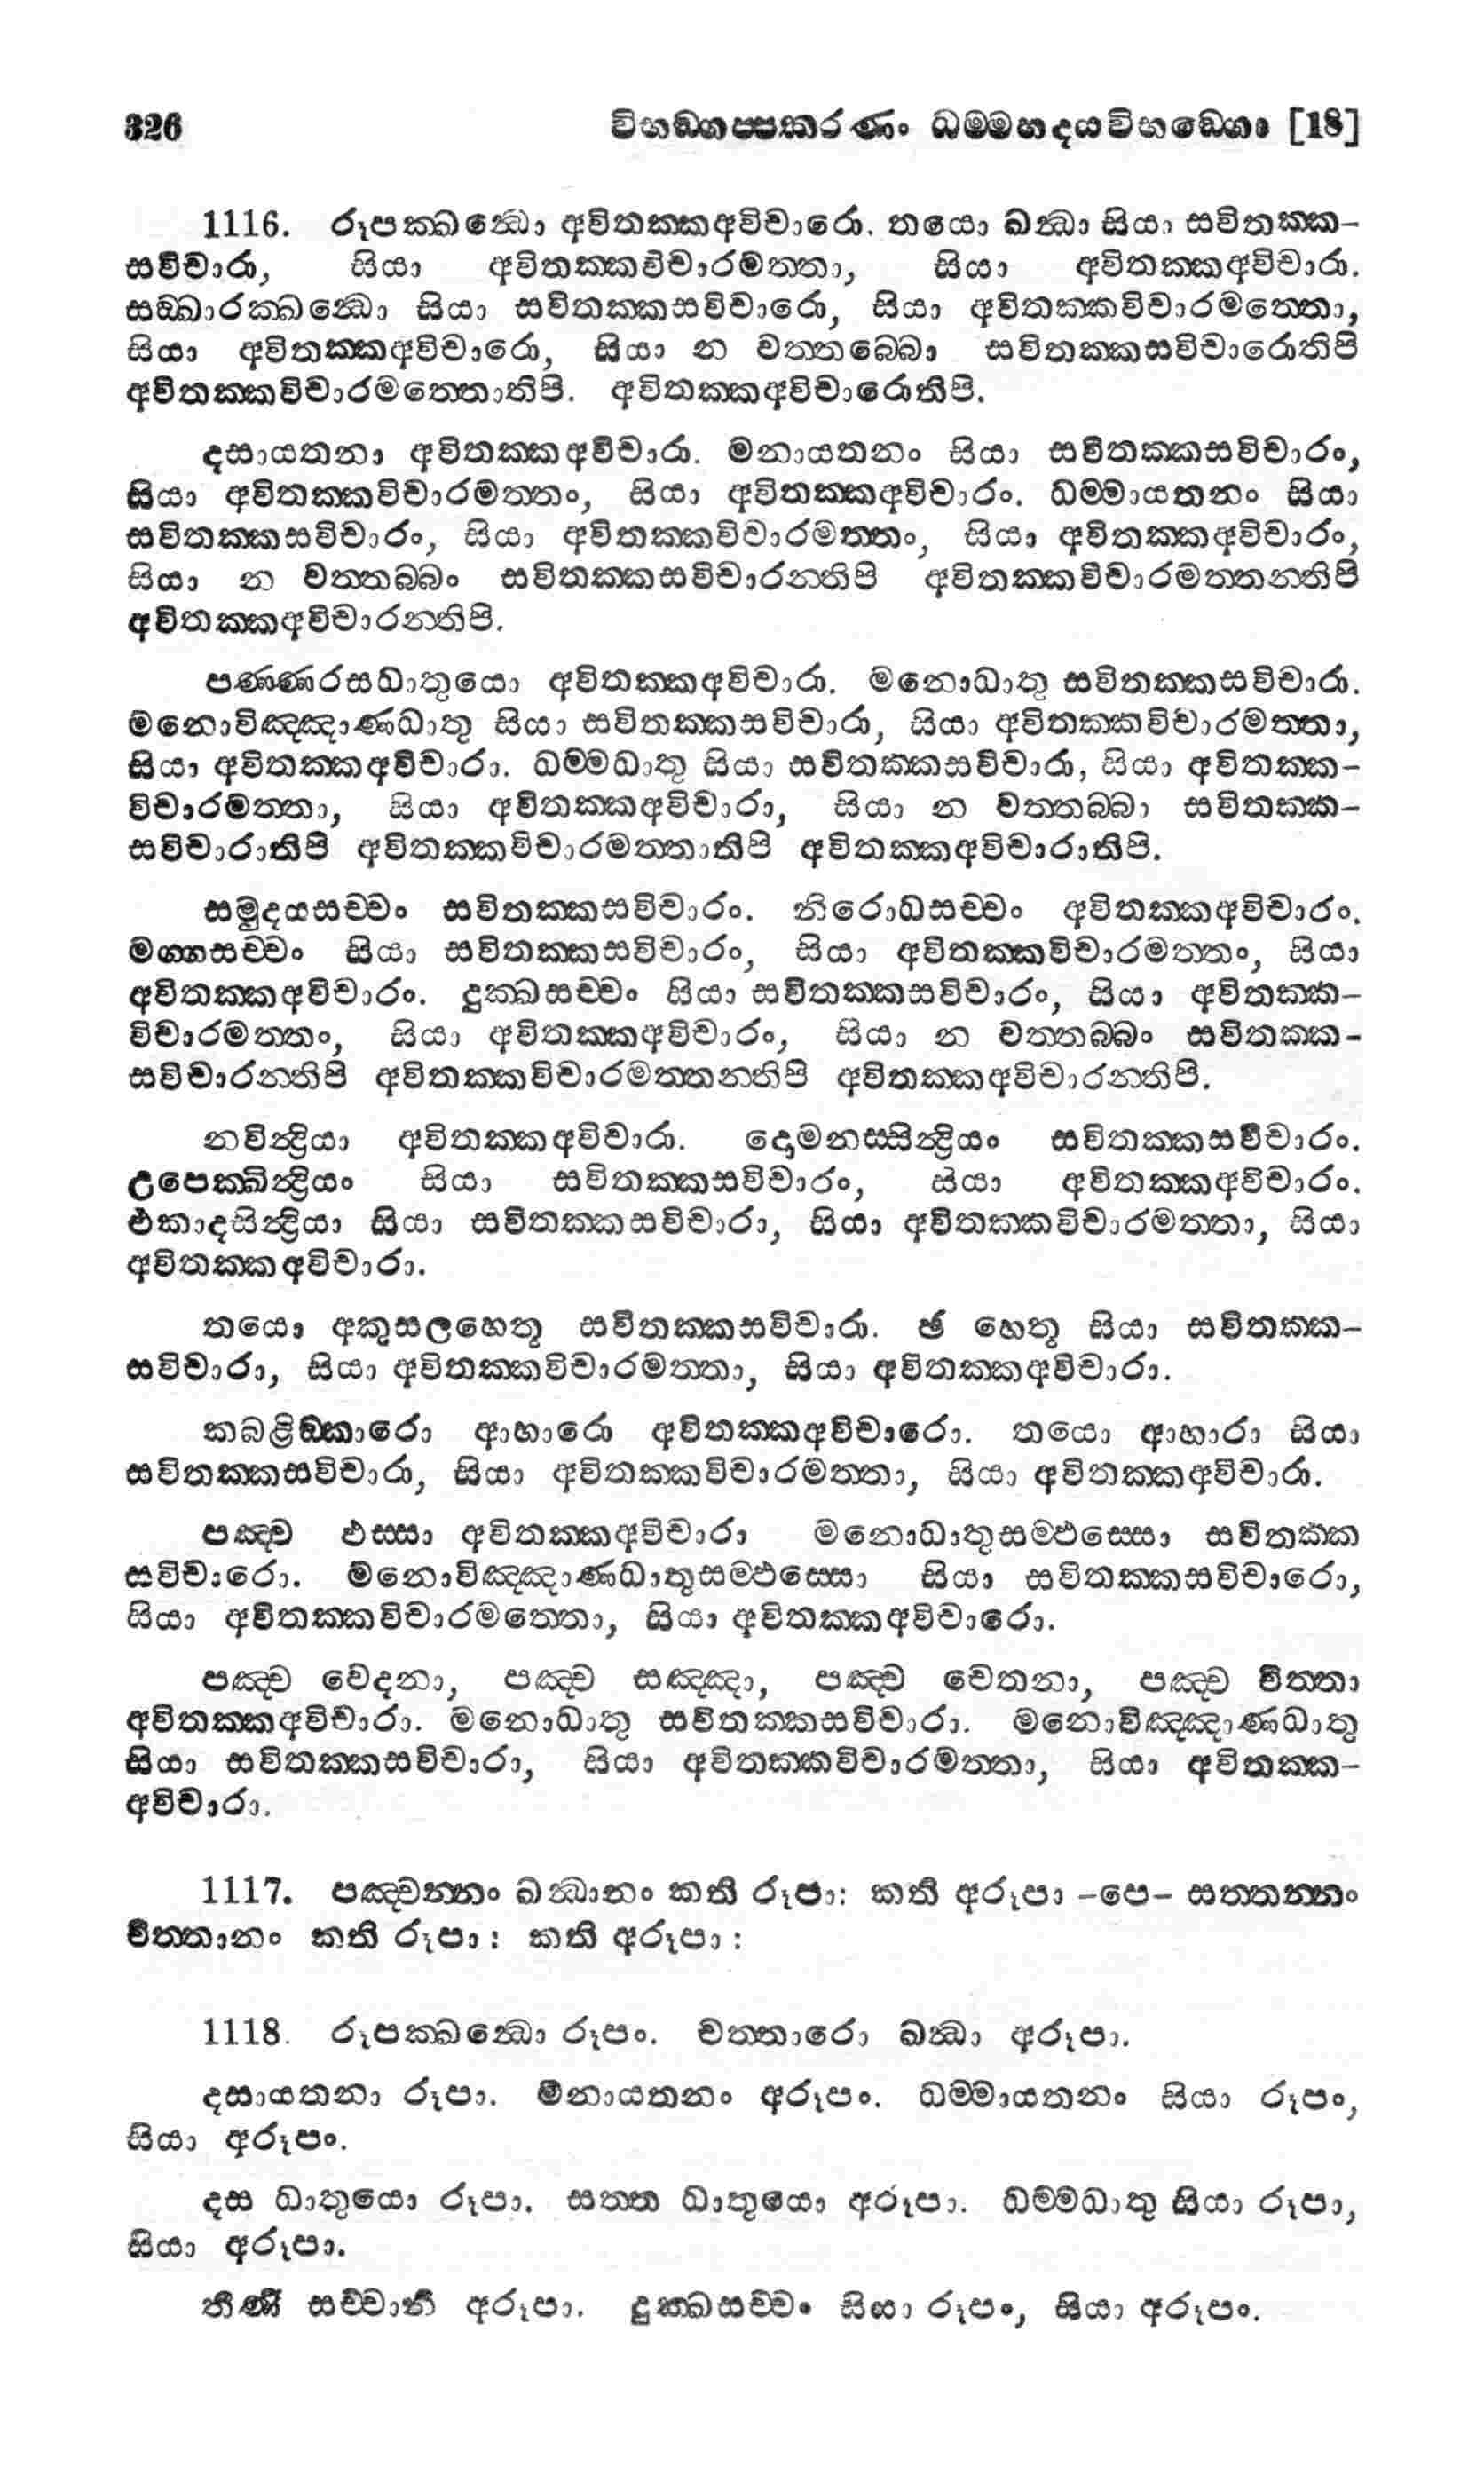 326 විභඞ්ගප්පකරණං ධම්මහදයවිභඞ්ගො [18]
1116. රූපක්ඛන්ධො අවිතක්කඅවිචාරො. තයො ඛන්ධා සියා සවිතක්ක-
සවිචාරා, සියා අවිතක්කවිචාරමත්තා, සියා අවිතක්කඅවිචාරා.
සඞ්ඛාරක්ඛන්ධො සියා සවිතක්කසවිචාරො, සියා අවිතක්කවිචාරමත්තො,
සියා අවිතක්කඅවිචාරො, සියා න වත්තබ්බො සවිතක්කසවිචාරොතිපි
අවිතක්කවිචාරමත්තොතිපි. අවිතක්කඅවිචාරොතිපි.
දසායතනා අවිතක්කඅවිචාරා. මනායතනං සියා සවිතක්කසවිචාරං,
සියා අවිතක්කවිචාරමත්තං, සියා අවිතක්කඅවිචාරං. ධම්මායතනං සියා
සවිතක්කසවිචාරං, සියා අවිතක්කවිචාරමත්තං, සියා අවිතක්කඅවිචාරං,
සියා න වත්තබ්බං සවිතක්කසවිචාරන්තිපි අවිතක්කවිචාරමත්තන්තිපි
අවිතක්කඅවිචාරන්තිපි.
පණ්ණරසධාතුයො අවිතක්කඅවිචාරා. මනොධාතු සවිතක්කසවිචාරා.
මනොවිඤ්ඤාණධාතු සියා සවිතක්කසවිචාරා, සියා අවිතක්කවිචාරමත්තා,
සියා අවිතක්කඅවිචාරා. ධම්මධාතු සියා සවිතක්කසවිචාරා, සියා අවිතක්ක-
විචාරමත්තා, සියා අවිතක්කඅවිචාරා, සියා න වත්තබ්බා සවිතක්ක-
සවිචාරාතිපි අවිතක්කවිචාරමත්තාතිපි අවිතක්කඅවිචාරාතිපි.
සමුදයසච්චං සවිතක්කසවිචාරං. නිරොධසච්චං අවිතක්කඅවිචාරං.
මග්ගසච්චං සියා සවිතක්කසවිචාරං, සියා අවිතක්කවිචාරමත්තං, සියා
අවිතක්කඅවිචාරං. දුක්ඛසච්චං සියා සවිතක්කසවිචාරං, සියා අවිතක්ක-
විචාරමත්තං, සියා අවිතක්කඅවිචාරං, සියා න වත්තබ්බං සවිතක්ක-
සවිචාරන්තිපි අවිතක්කවිචාරමත්තන්තිපි අවිතක්කඅවිචාරන්තිපි.
නවින්ද්‍රියා අවිතක්කඅවිචාරා. දොමනස්සින්ද්‍රියං සවිතක්කසවිචාරං.
උපෙක්ඛින්ද්‍රියං සියා සවිතක්කසවිචාරං, සියා අවිතක්කඅවිචාරං.
එකාදසින්ද්‍රියා සියා සවිතක්කසවිචාරා, සියා අවිතක්කවිචාරමත්තා, සියා
අවිතක්කඅවිචාරා.
තයො අකුසලහෙතූ සවිතක්කසවිචාරා. ඡ හෙතූ සියා සවිතක්ක-
සවිචාරා, සියා අවිතක්කවිචාරමත්තා, සියා අවිතක්කඅවිචාරා.
කබළිඞ්කාරො ආහාරො අවිතක්කඅවිචාරො. තයො ආහාරා සියා
සවිතක්කසවිචාරා, සියා අවිතක්කවිචාරමත්තා, සියා අවිතක්කඅවිචාරා.
පඤ්ච ඵස්සා අවිතක්කඅවිචාරා මනොධාතුසම්ඵස්සො සවිතක්ක
සවිචාරො. මනොවිඤ්ඤාණධාතුසම්ඵස්සො සියා සවිතක්කසවිචාරො,
සියා අවිතක්කවිචාරමත්තො, සියා අවිතක්කඅවිචාරො.
පඤ්ච වේදනා, පඤ්ච සඤ්ඤා, පඤ්ච චෙතනා, පඤ්ච චිත්තා
අවිතක්කඅවිචාරා. මනොධාතු සවිතක්කසවිචාරා. මනොවිඤ්ඤාණධාතු
සියා සවිතක්කසවිචාරා, සියා අවිතක්කවිචාරමත්තා, සියා අවිතක්ක-
අවිචාරා.
1117. පඤ්චන්නං ඛන්ධානං කති රූපා: කති අරූපා -පෙ- සත්තන්නං
චිත්තානං කති රූපා: කති අරූපා:
1118. රූපක්ඛන්ධො රූපං. චත්තාරො ඛන්ධා අරූපා.
දසායතනා රූපා. මනායතනං අරූපං. ධම්මායතනං සියා රූපං,
සියා අරූපං.
දස ධාතුයො රූපා. සත්ත ධාතුයො අරූපා. ධම්මධාතු සියා රූපා,
සියා අරූපා.
තීණි සච්චානි අරූපා. දුක්ඛසච්චං සියා රූපං, සියා අරූපං.